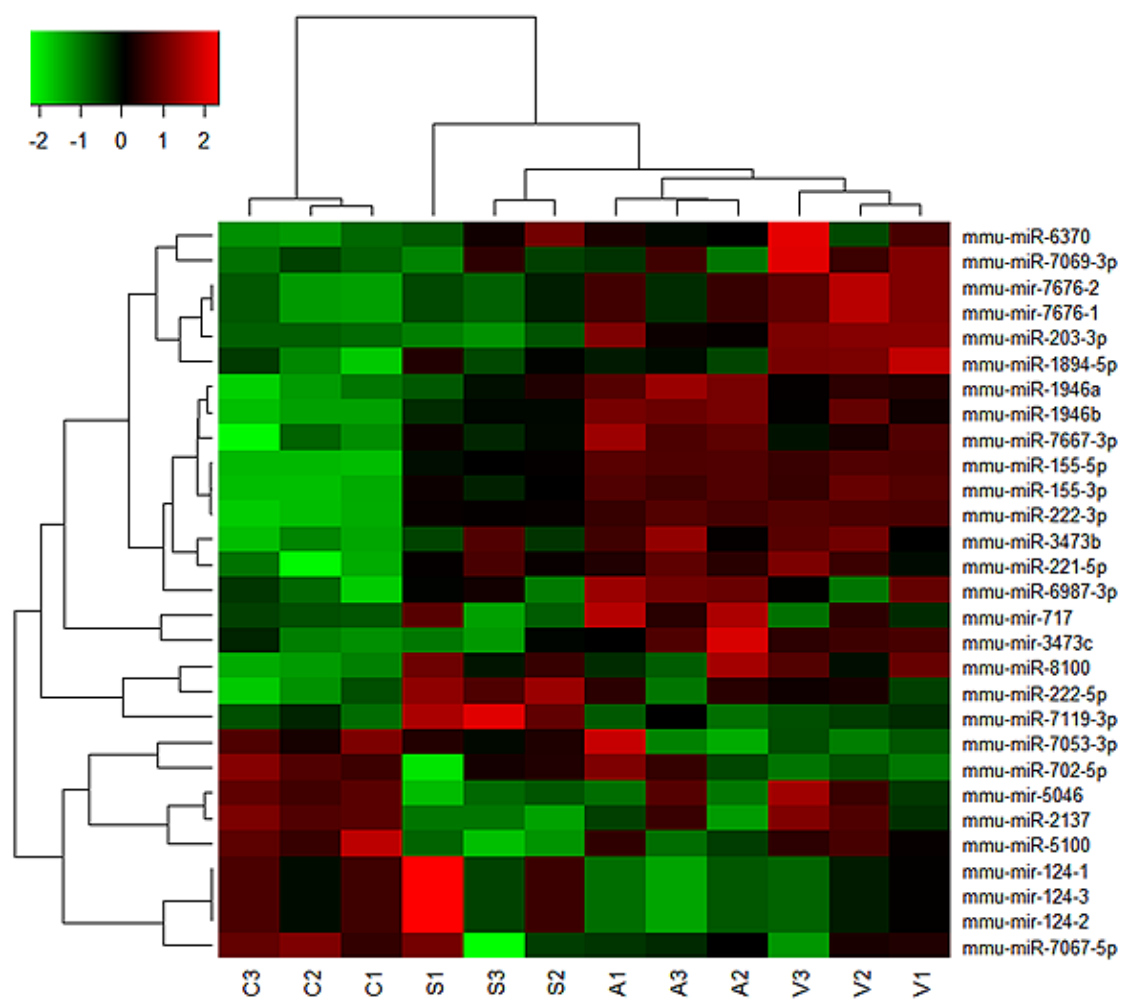 -2 -1 0 1 2
mmu-miR-6370
mmu-miR-7069-3p
mmu-mir-7676-2
mmu-mir-7676-1
mmu-miR-203-3p
mmu-miR-1894-5p
mmu-miR-1946a
mmu-miR-1946b
mmu-miR-7667-3p
mmu-miR-155-5p
mmu-miR-155-3p
mmu-miR-222-3p
mmu-miR-3473b
mmu-miR-221-5p
mmu-miR-6987-3p
mmu-mir-717
mmu-mir-3473c
mmu-miR-8100
mmu-miR-222-5p
mmu-miR-7119-3p
mmu-miR-7053-3p
mmu-miR-702-5p
mmu-mir-5046
mmu-miR-2137
mmu-miR-5100
mmu-mir-124-1
mmu-mir-124-3
mmu-mir-124-2
mmu-miR-7067-5p
C3 C2 C1 S1 S3 S2 A1 A3 A2 V3 V2 V1